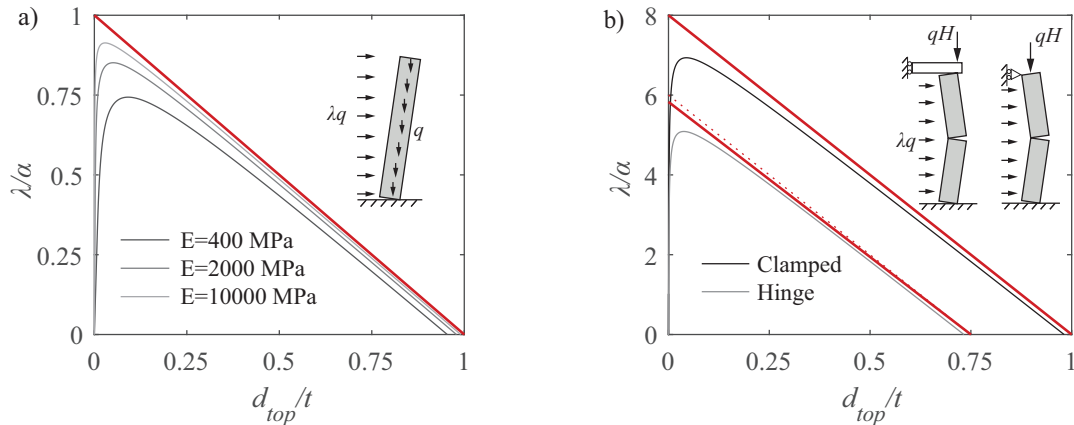 a)
1
0.75
0.5
0.25
0
λ/α
λq
q
E=400 MPa
E=2000 MPa
E=10000 MPa
0
0.25
0.5
0.75
1
d_top/t
b)
8
6
4
2
0
λ/α
qH
qH
λq
Clamped
Hinge
0
0.25
0.5
0.75
1
d_top/t